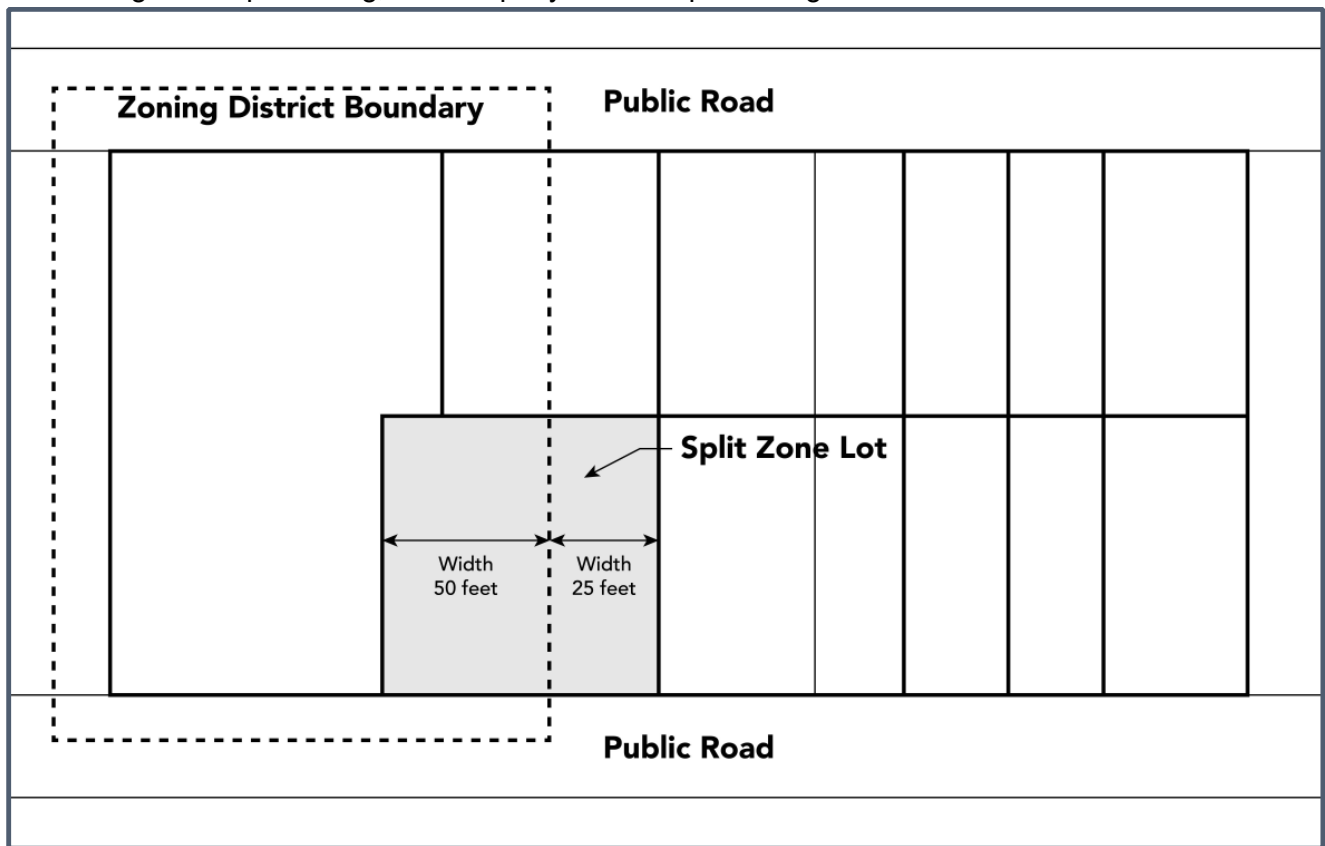 Zoning District Boundary
Public Road
Split Zone Lot
Width
50 feet
Width
25 feet
Public Road